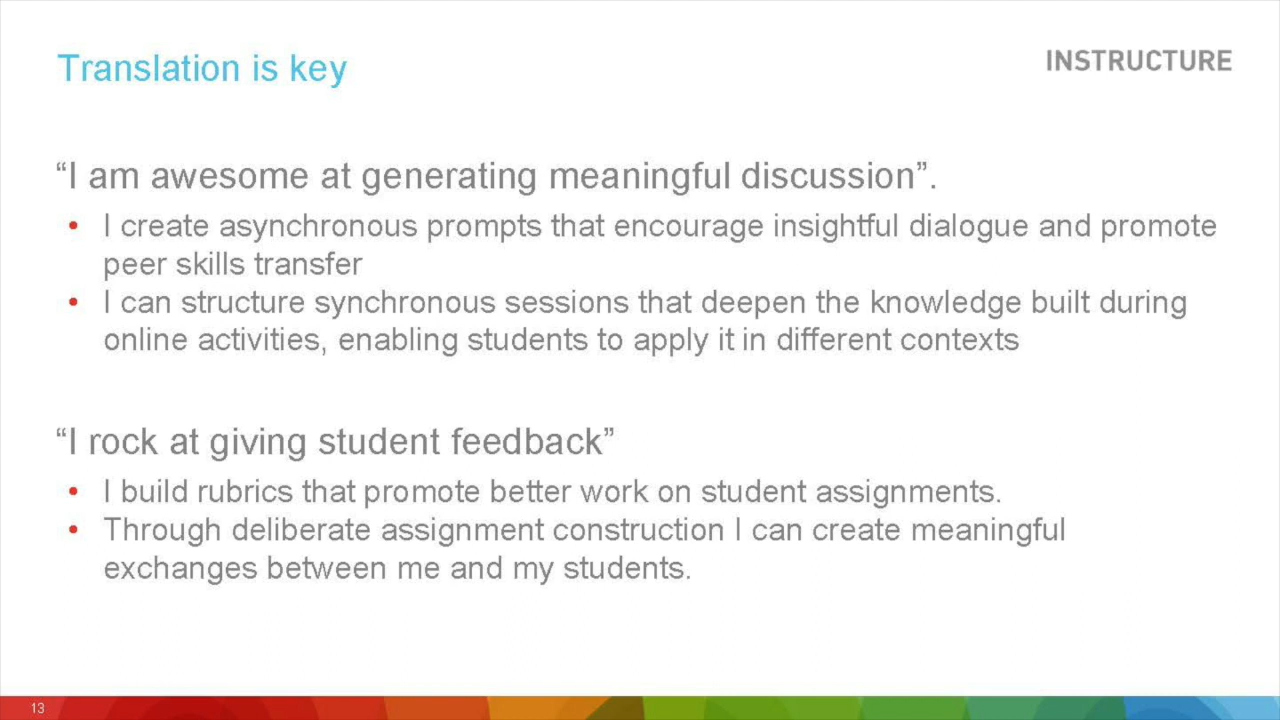 Translation is key
INSTRUCTURE
“I am awesome at generating meaningful discussion”.
• I create asynchronous prompts that encourage insightful dialogue and promote
peer skills transfer
• I can structure synchronous sessions that deepen the knowledge built during
online activities, enabling students to apply it in different contexts
“I rock at giving student feedback”
• I build rubrics that promote better work on student assignments.
• Through deliberate assignment construction I can create meaningful
exchanges between me and my students.
13